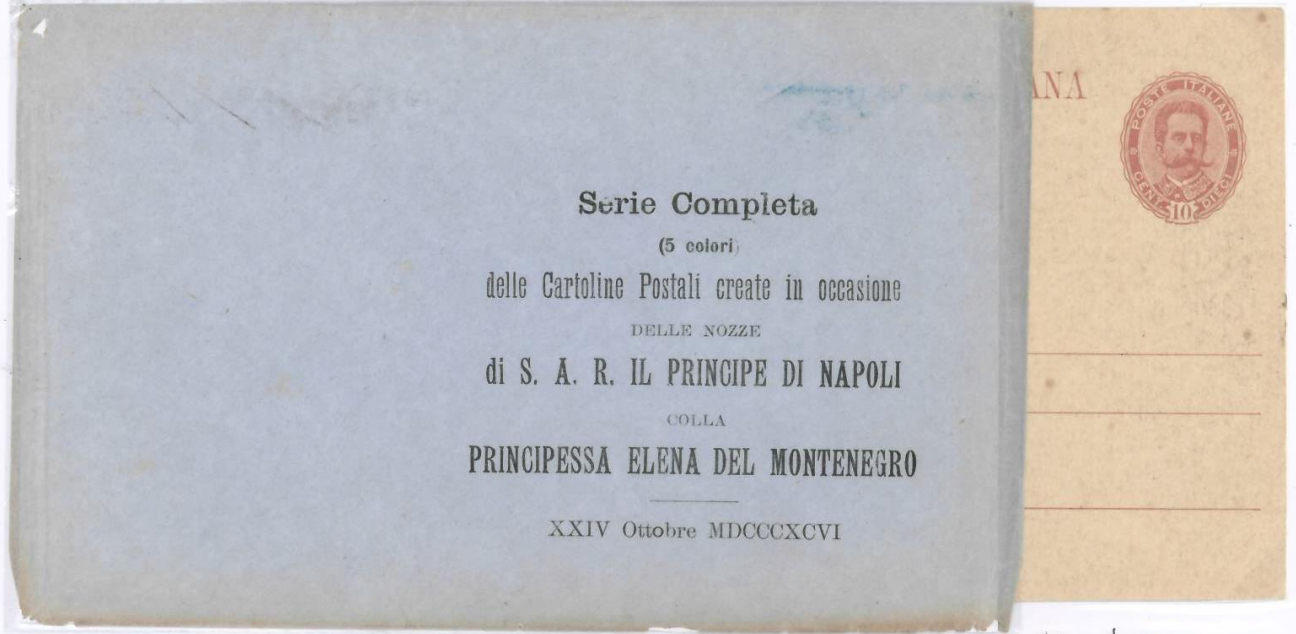 Serie Completa
(5 colori)
delle Cartoline Postali create in occasione
DELLE NOZZE
di S. A. R. IL PRINCIPE DI NAPOLI
COLLA
PRINCIPESSA ELENA DEL MONTENEGRO
XXIV Ottobre MDCCCXCVI
ANA
POSTE ITALIANE
CENT. 10 DIECI